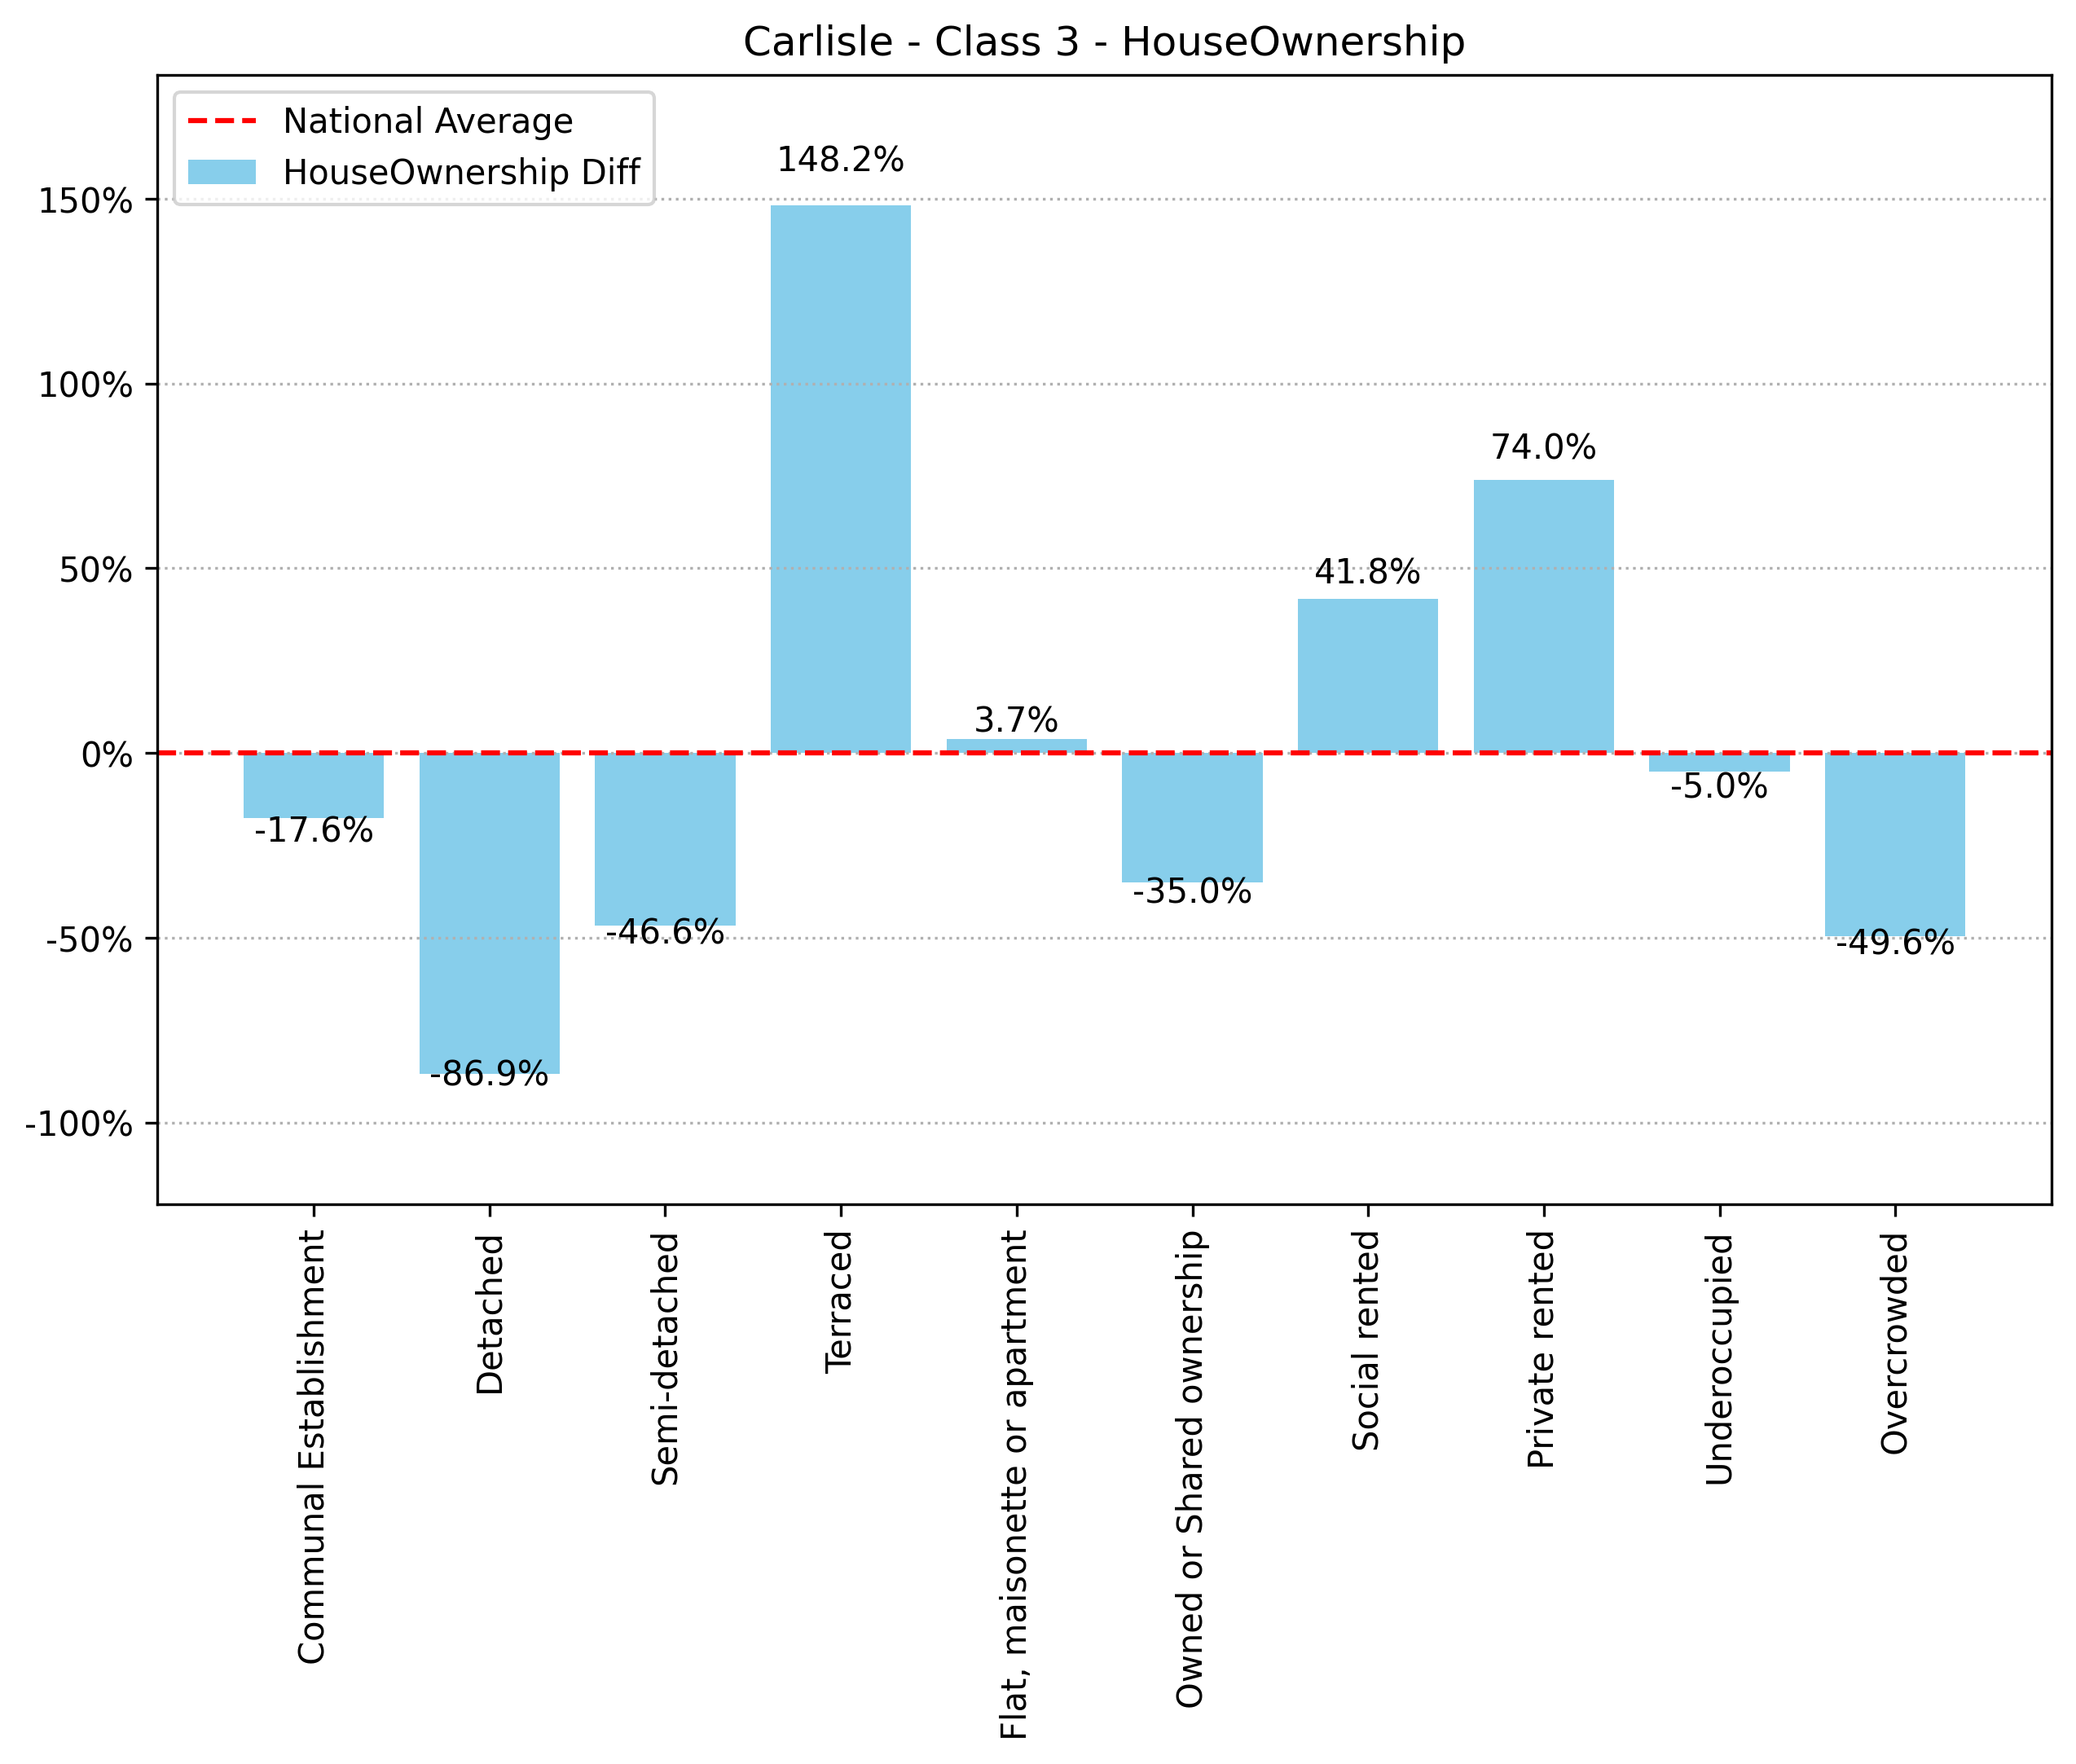 Carlisle - Class 3 - HouseOwnership
National Average
HouseOwnership Diff
150%
100%
50%
0%
-50%
-100%
-17.6%
-86.9%
-46.6%
148.2%
3.7%
-35.0%
41.8%
74.0%
-5.0%
-49.6%
Communal Establishment
Detached
Semi-detached
Terraced
Flat, maisonette or apartment
Owned or Shared ownership
Social rented
Private rented
Underoccupied
Overcrowded